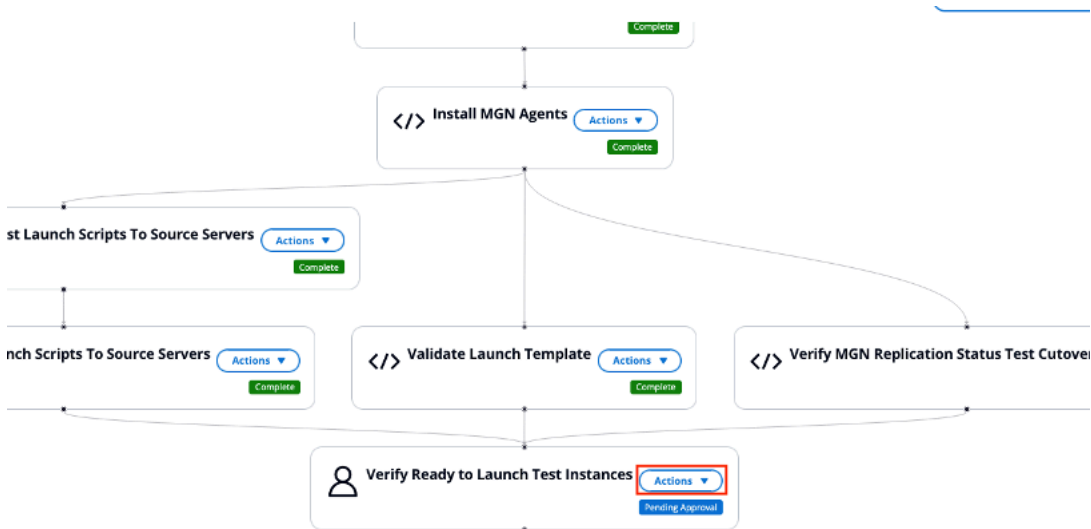 Complete
</> Install MGN Agents Actions ▼
Complete
st Launch Scripts To Source Servers Actions ▼
Complete
nch Scripts To Source Servers Actions ▼
Complete
</> Validate Launch Template Actions ▼
Complete
</> Verify MGN Replication Status Test Cutover
Verify Ready to Launch Test Instances Actions ▼
Pending Approval